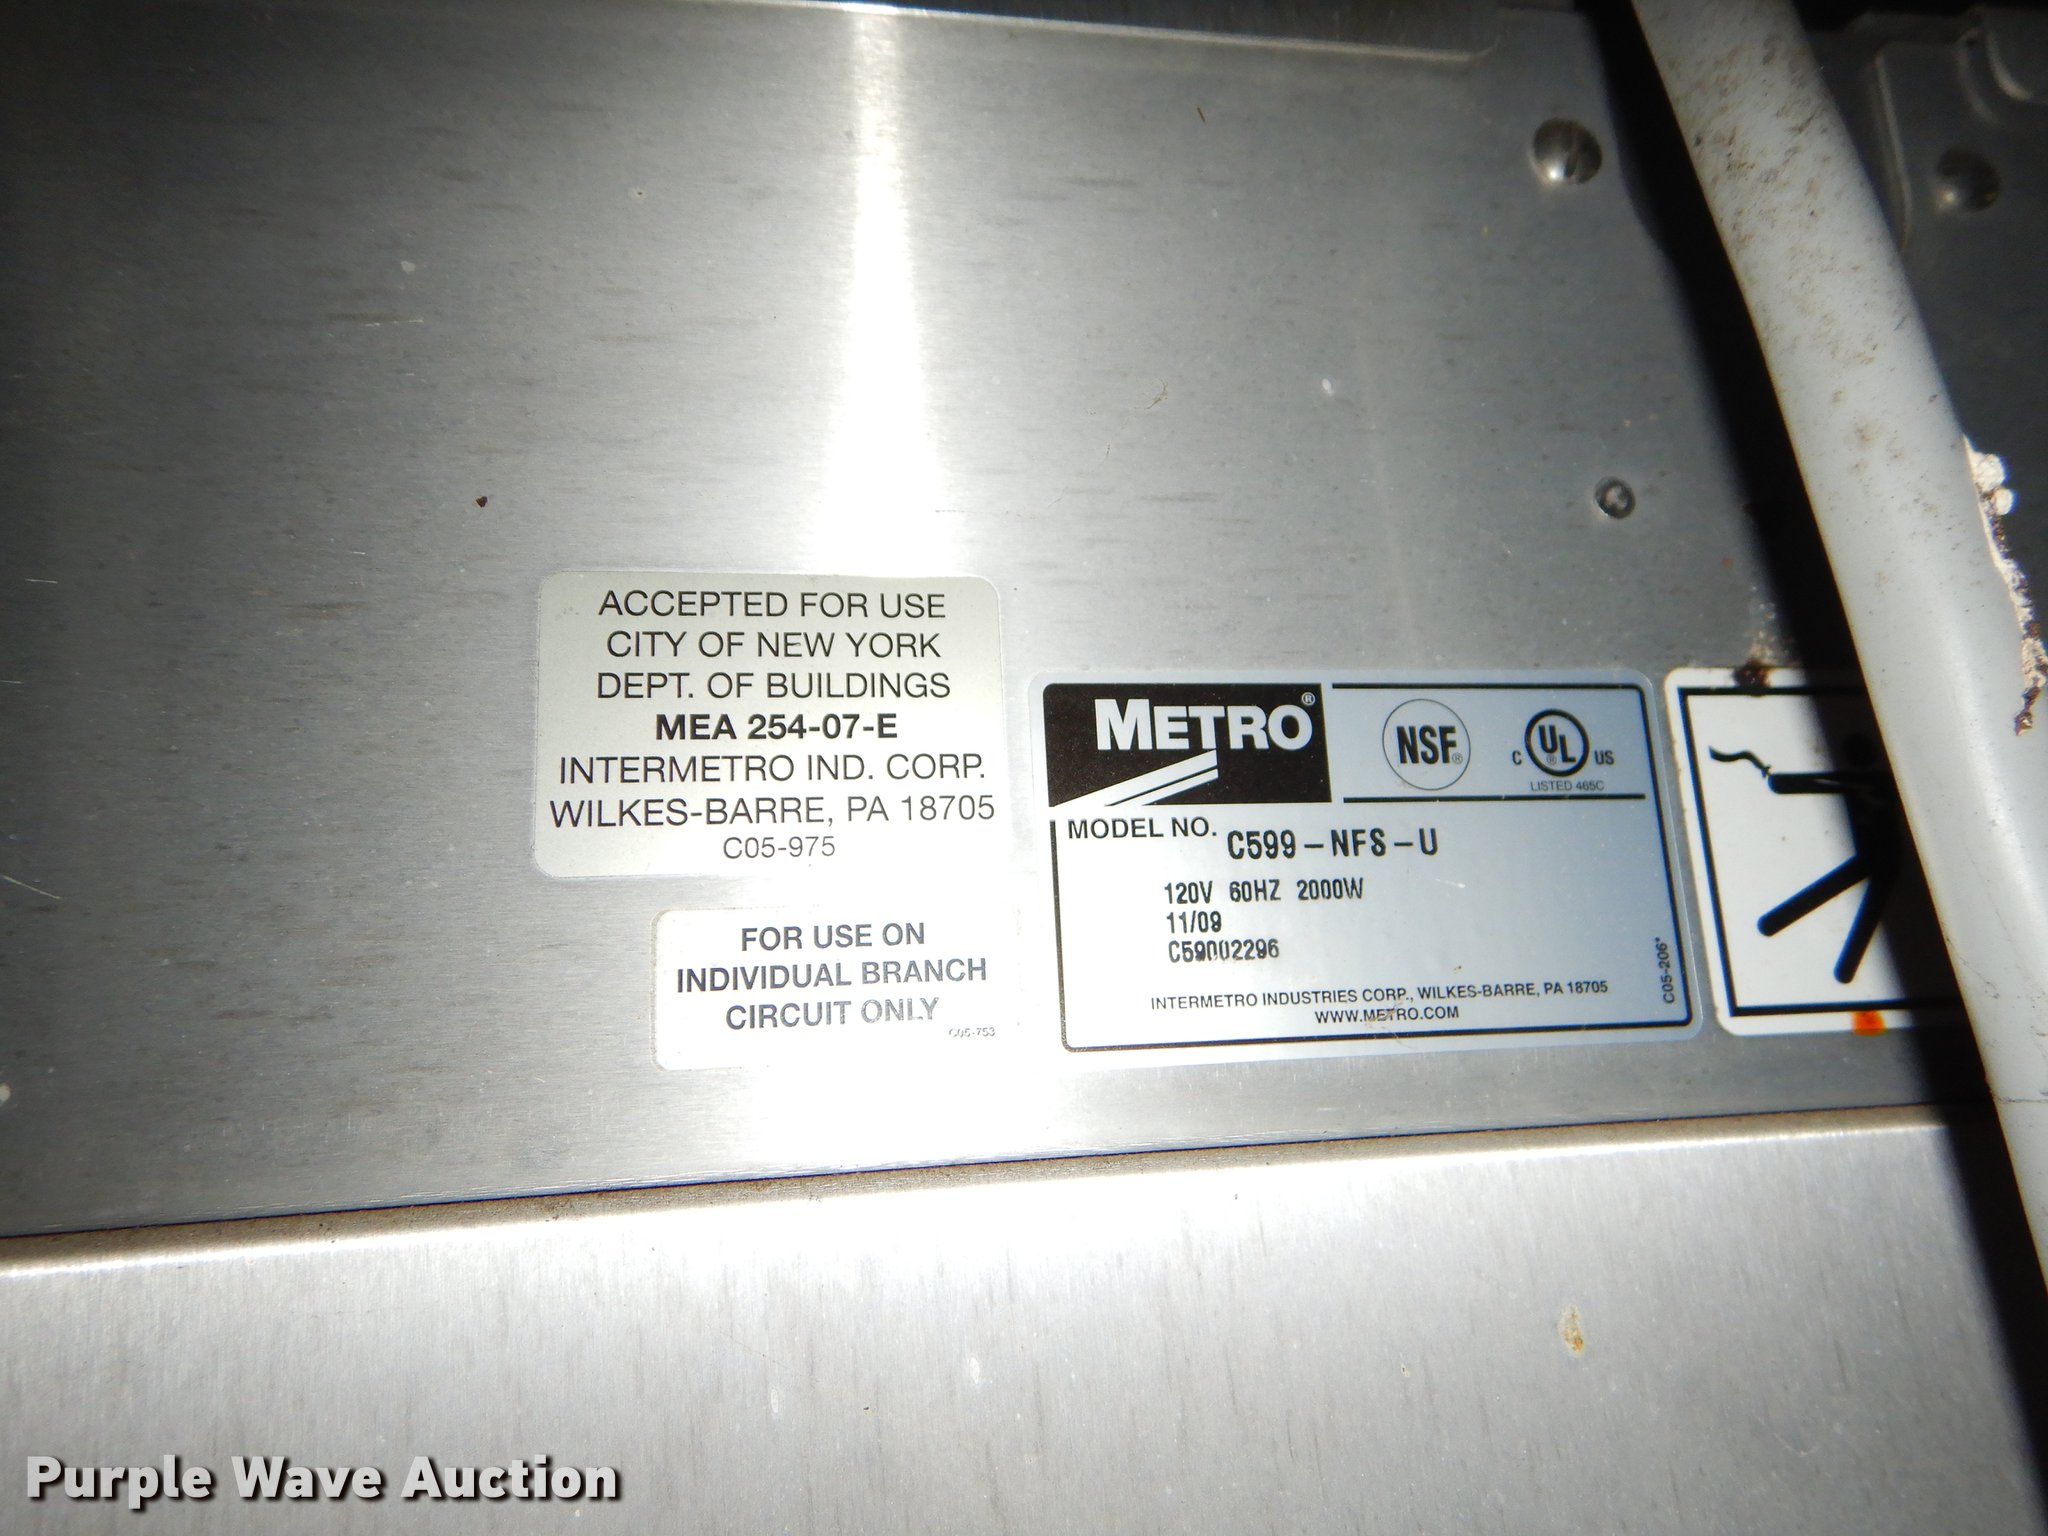 ACCEPTED FOR USE
CITY OF NEW YORK
DEPT. OF BUILDINGS
MEA 254-07-E
INTERMETRO IND. CORP.
WILKES-BARRE, PA 18705
C05-975
FOR USE ON
INDIVIDUAL BRANCH
CIRCUIT ONLY
C05-753
METRO®
NSF®
C UL® US
LISTED 465C
MODEL NO. C599-NFS-U
120V 60HZ 2000W
11/09
C59002296
INTERMETRO INDUSTRIES CORP., WILKES-BARRE, PA 18705
WWW.METRO.COM
C05-206*
Purple Wave Auction